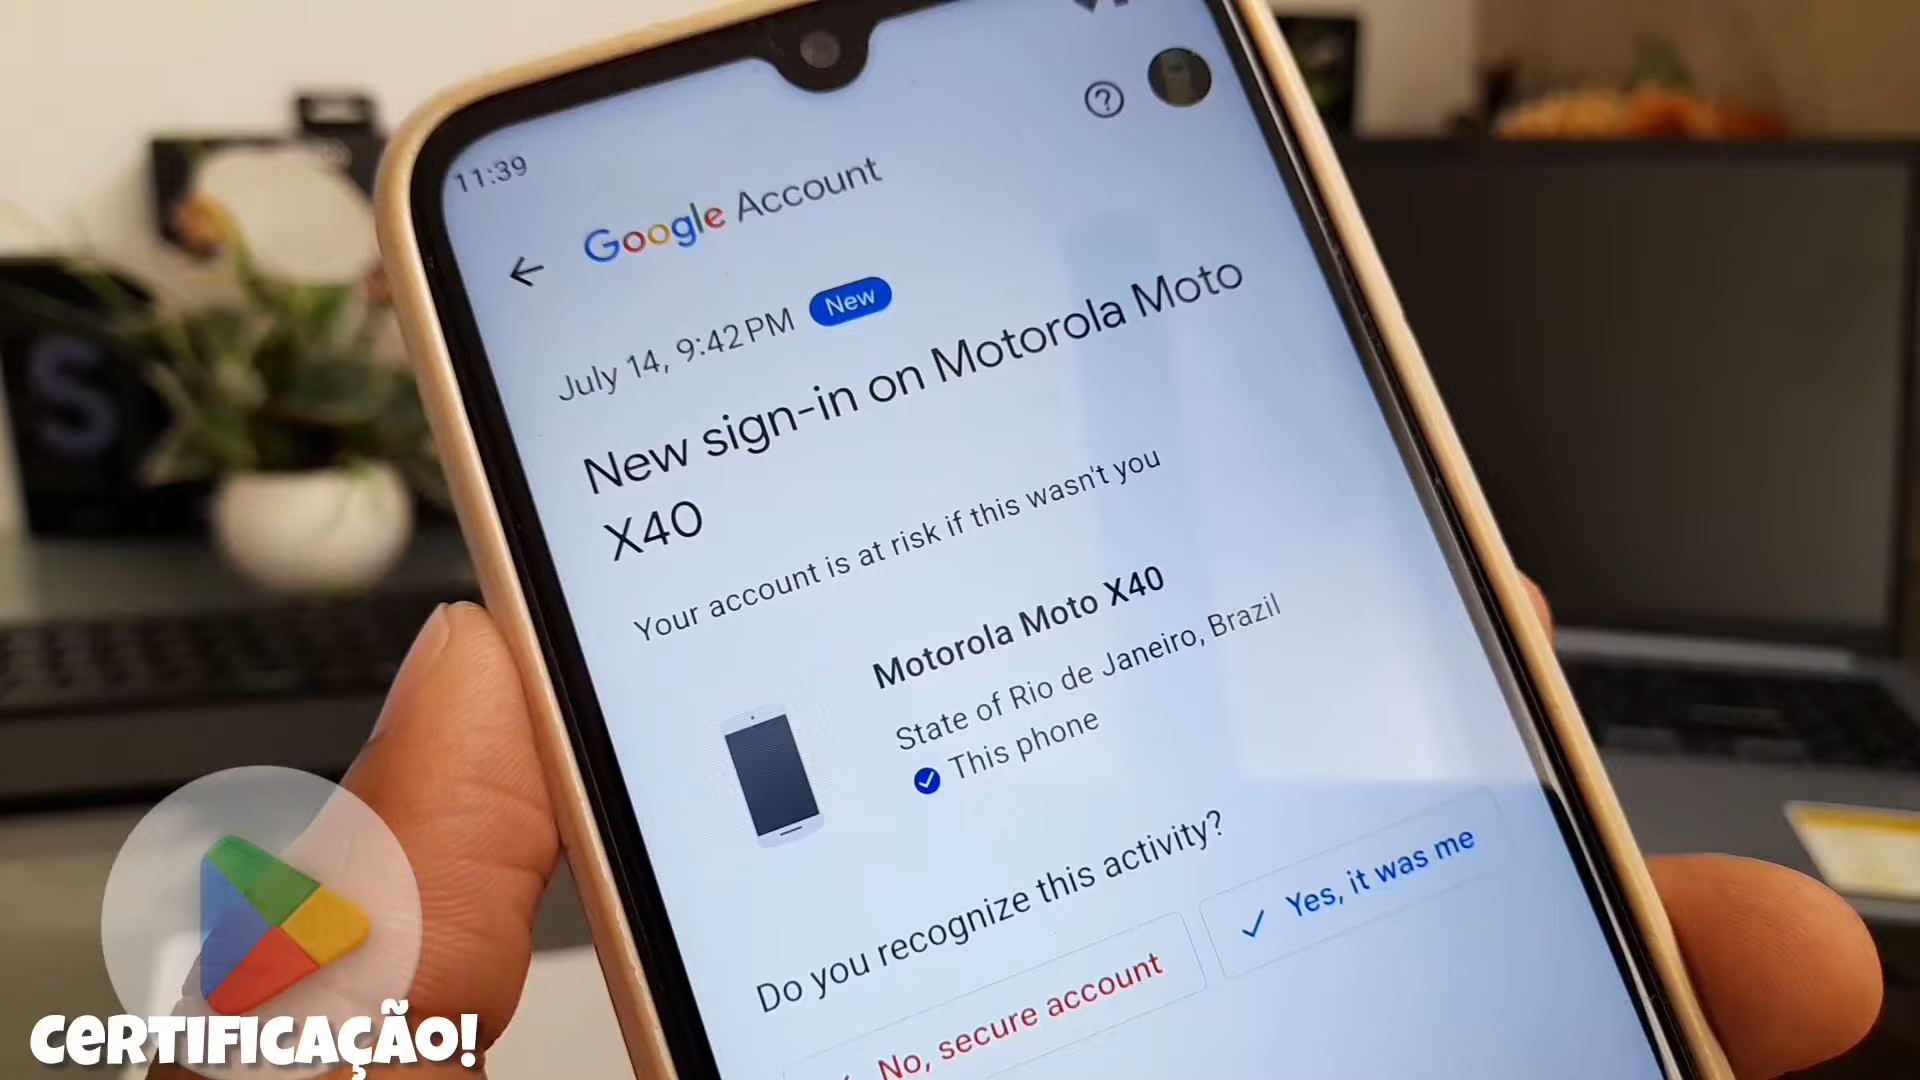 11:39
Google Account
July 14, 9:42 PM New
New sign-in on Motorola Moto
X40
Your account is at risk if this wasn't you
Motorola Moto X40
State of Rio de Janeiro, Brazil
This phone
Do you recognize this activity?
No, secure account
Yes, it was me
S
CERTIFICAÇÃO!